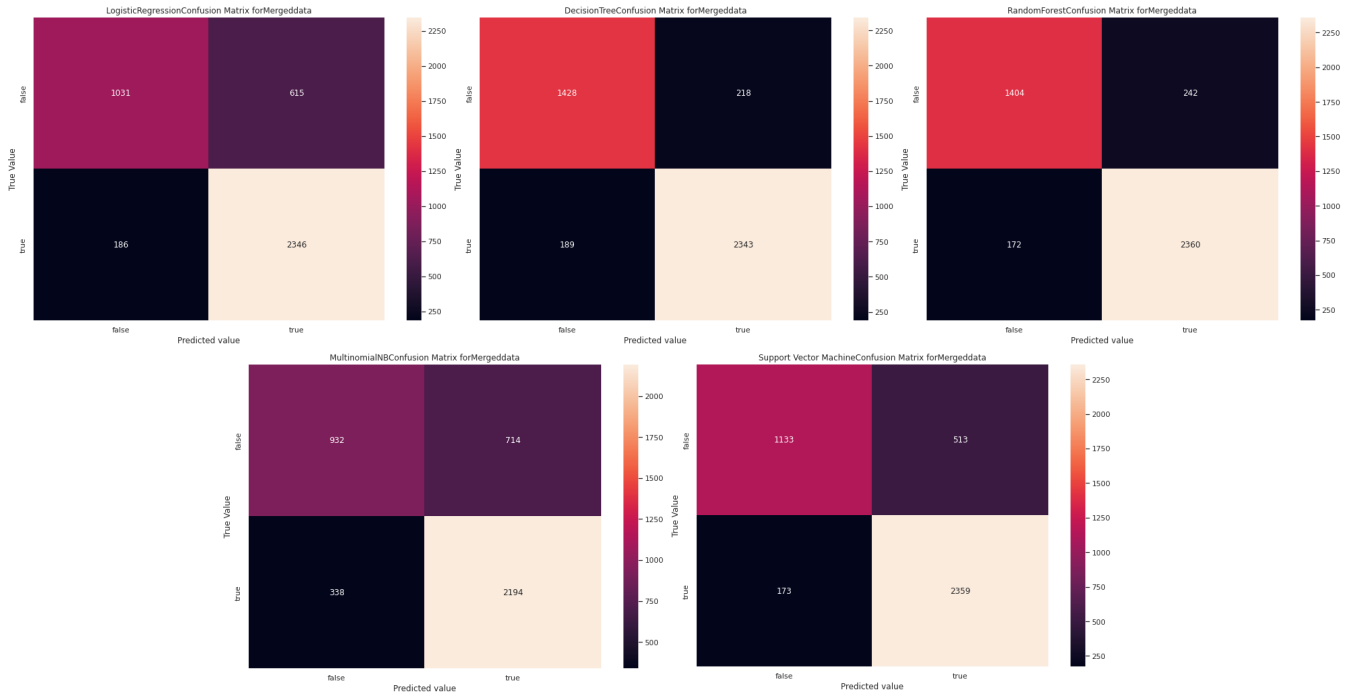 LogisticRegressionConfusion Matrix forMergeddata
True Value
false
true
1031
615
186
2346
false
true
Predicted value
2250
2000
1750
1500
1250
1000
750
500
250
DecisionTreeConfusion Matrix forMergeddata
True Value
false
true
1428
218
189
2343
false
true
Predicted value
2250
2000
1750
1500
1250
1000
750
500
250
RandomForestConfusion Matrix forMergeddata
True Value
false
true
1404
242
172
2360
false
true
Predicted value
2250
2000
1750
1500
1250
1000
750
500
250
MultinomialNBConfusion Matrix forMergeddata
True Value
false
true
932
714
338
2194
false
true
Predicted value
2000
1750
1500
1250
1000
750
500
Support Vector MachineConfusion Matrix forMergeddata
True Value
false
true
1133
513
173
2359
false
true
Predicted value
2250
2000
1750
1500
1250
1000
750
500
250